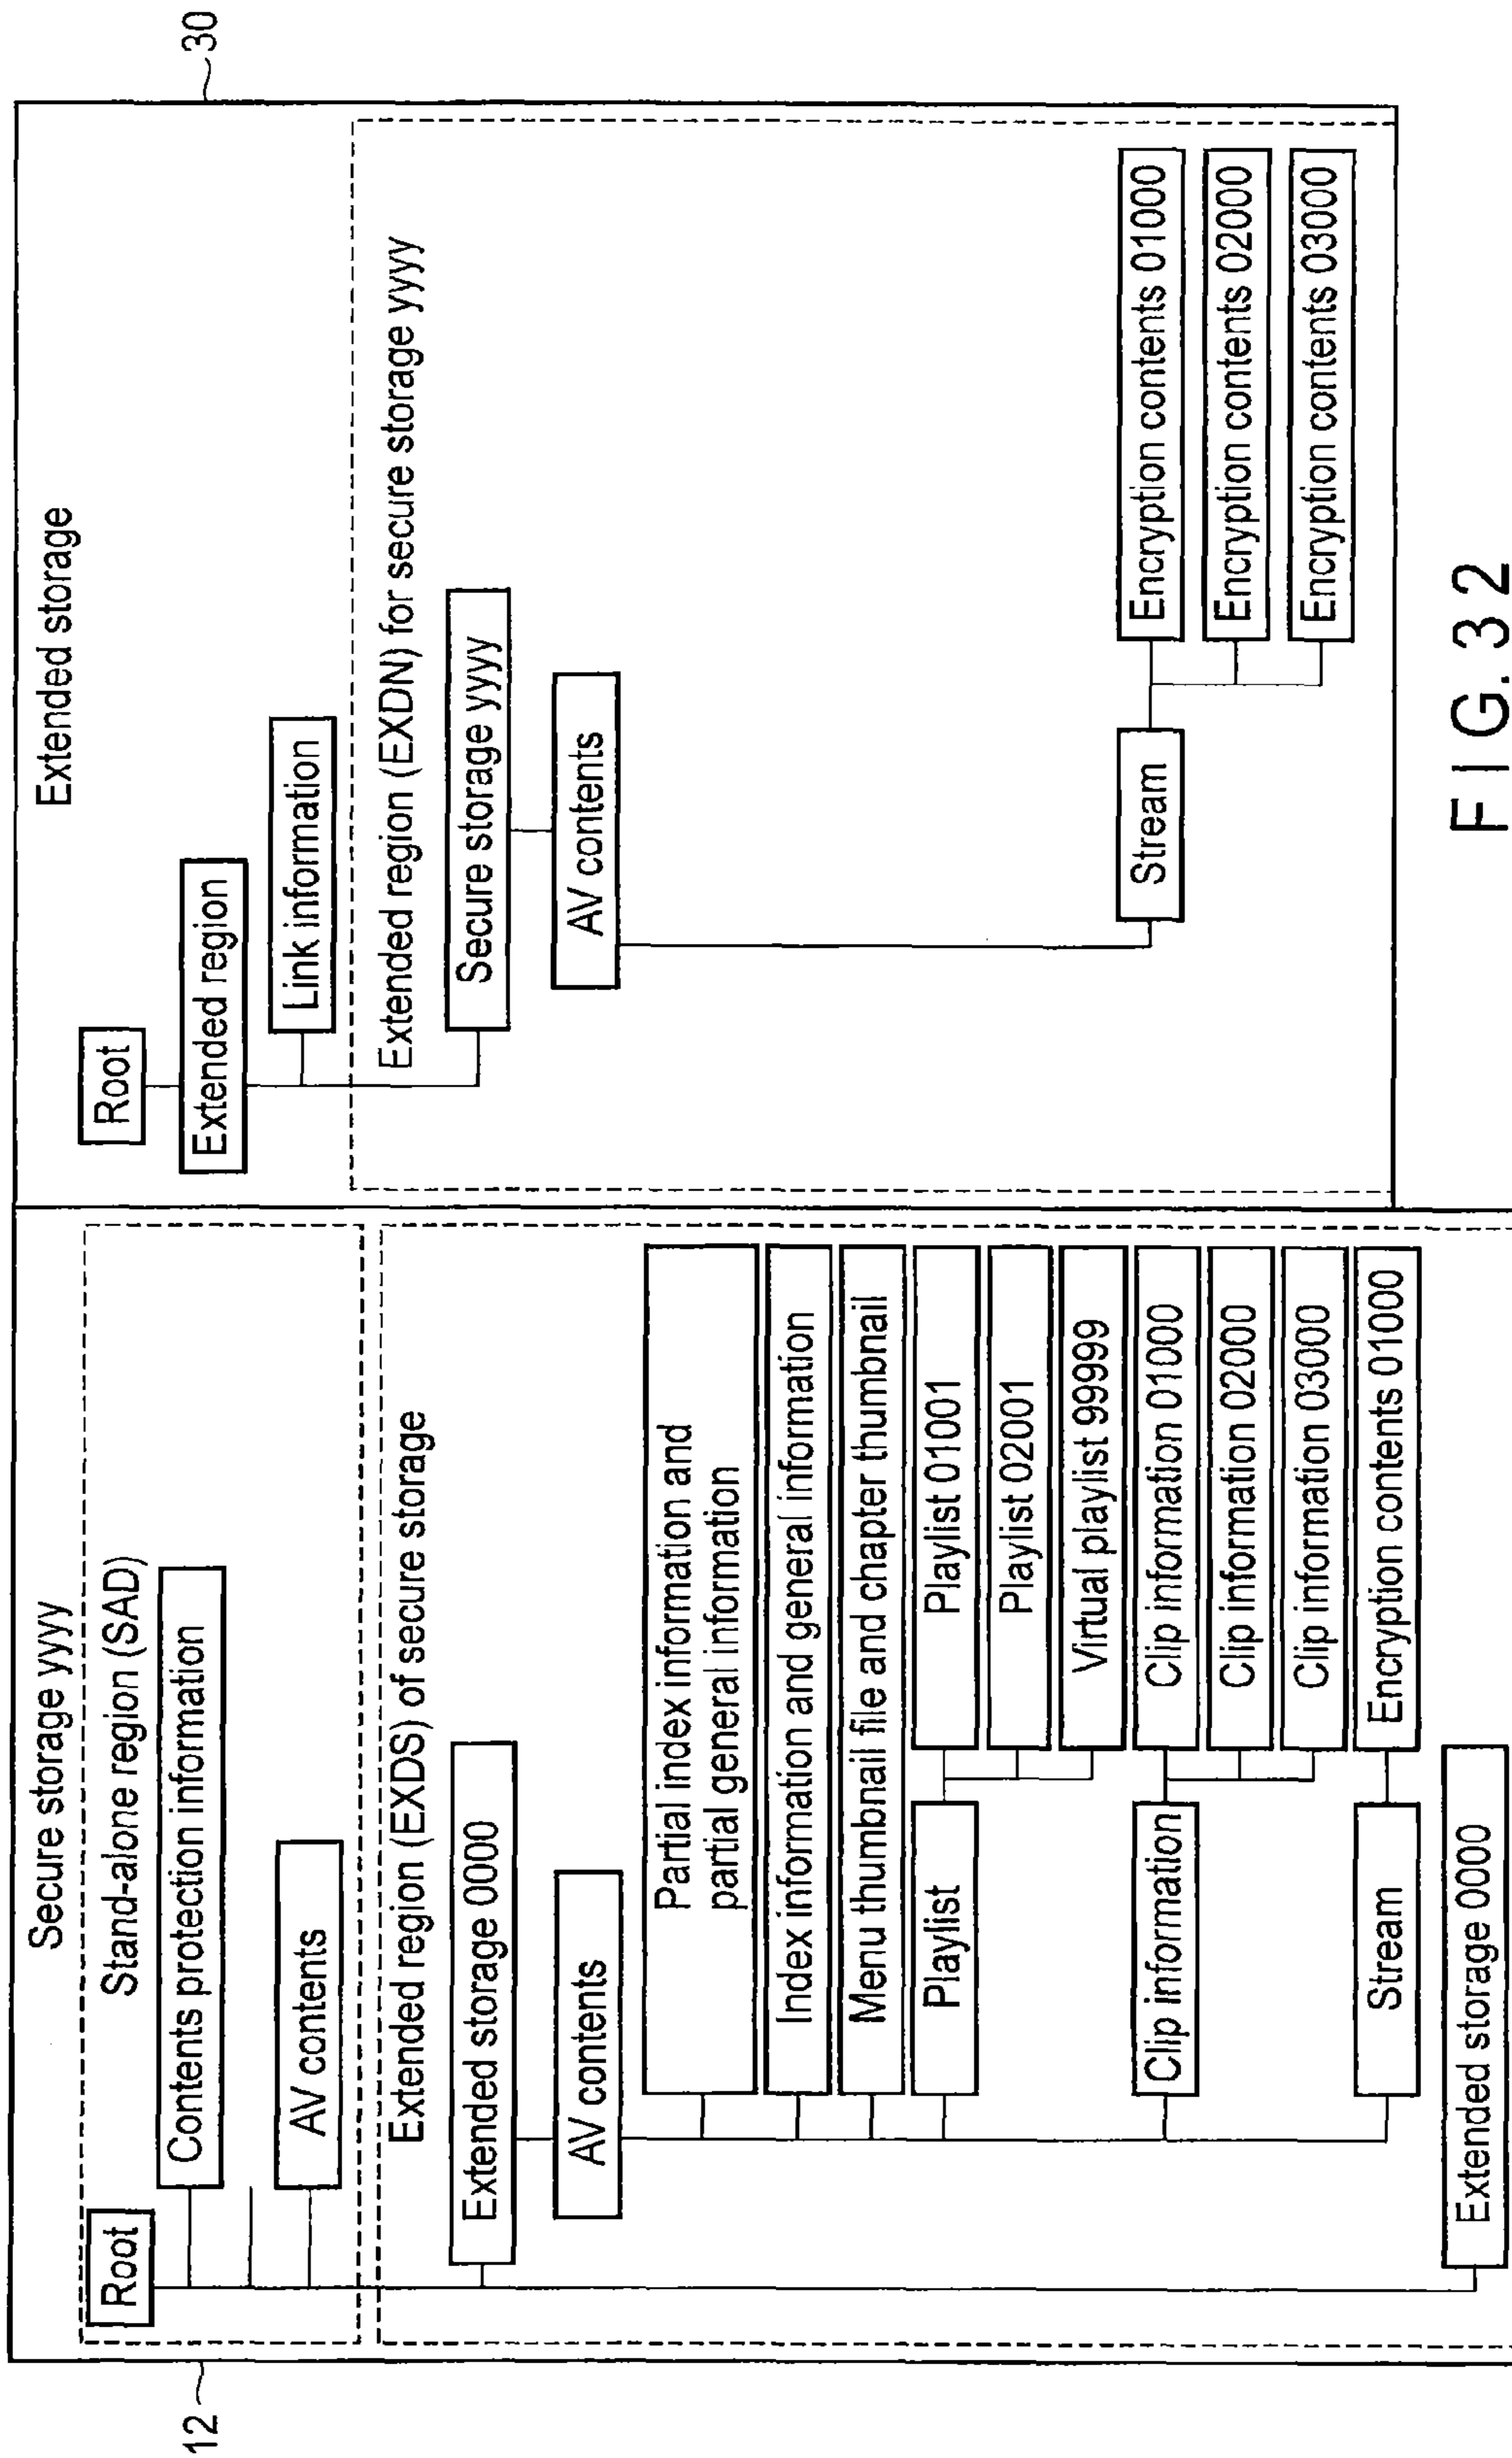 12
Secure storage yyyy
Stand-alone region (SAD)
Root
Contents protection information
AV contents
Extended region (EXDS) of secure storage
Extended storage 0000
AV contents
Partial index information and
partial general information
Index information and general information
Menu thumbnail file and chapter thumbnail
Playlist
Playlist 01001
Playlist 02001
Virtual playlist 99999
Clip information
Clip information 01000
Clip information 02000
Clip information 03000
Stream
Encryption contents 01000
Extended storage 0000
30
Extended storage
Root
Extended region
Link information
Extended region (EXDN) for secure storage yyyy
Secure storage yyyy
AV contents
Stream
Encryption contents 01000
Encryption contents 02000
Encryption contents 03000
FIG. 32